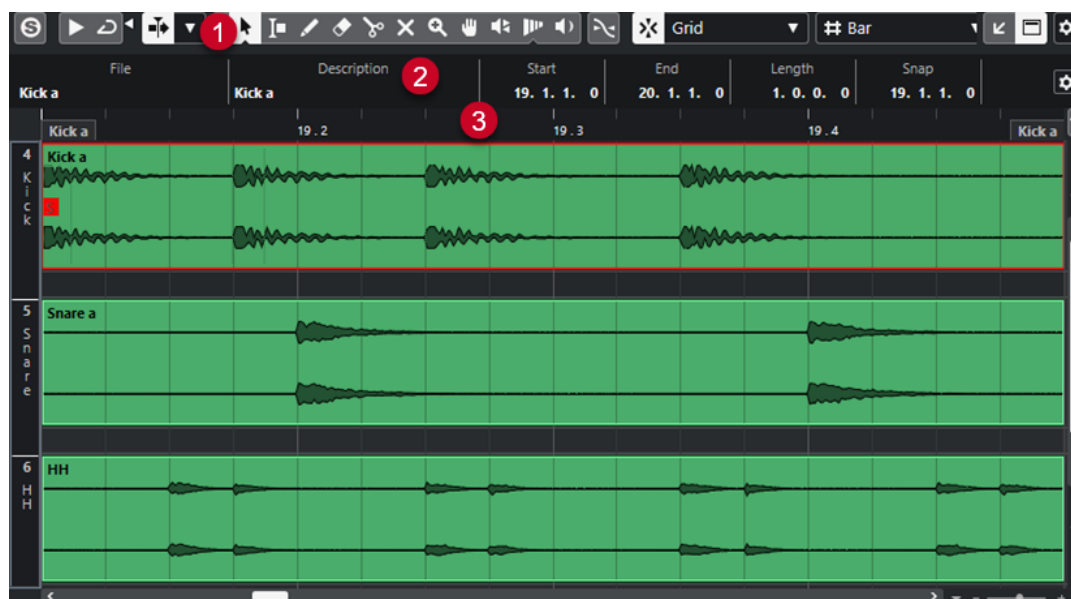 1
Grid
Bar
File Description 2 Start End Length Snap
Kick a Kick a 19. 1. 1. 0 20. 1. 1. 0 1. 0. 0. 0 19. 1. 1. 0
3
Kick a 19.2 19.3 19.4 Kick a
4 Kick a
Kick
S
5 Snare a
Snare
6 HH
HH